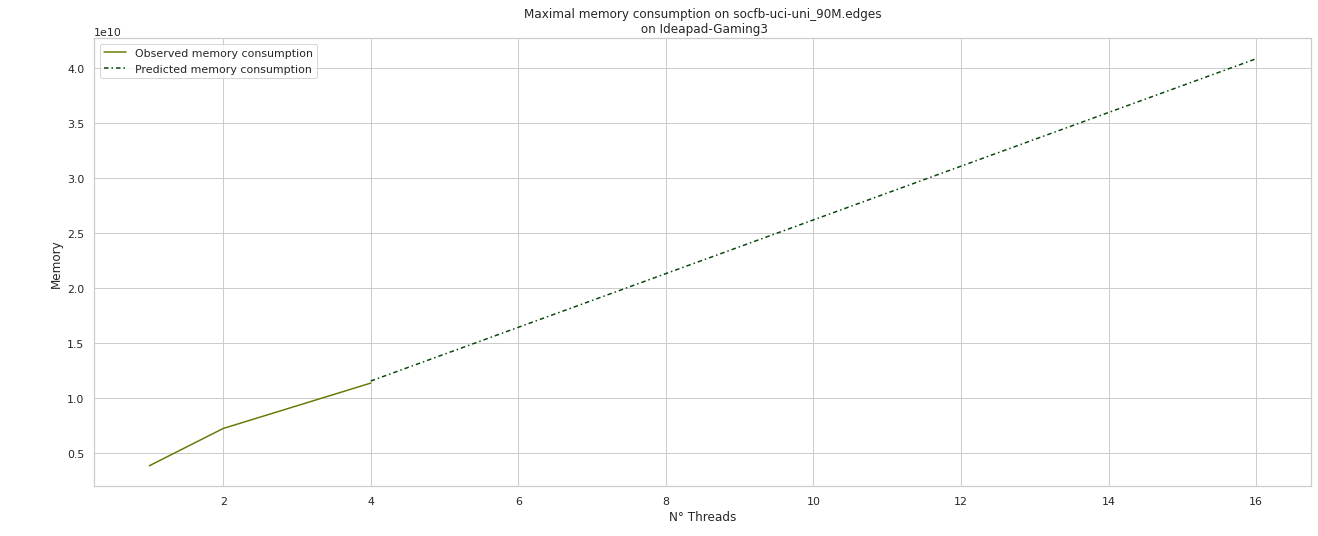 Maximal memory consumption on socfb-uci-uni_90M.edges
on Ideapad-Gaming3
1e10
Observed memory consumption
Predicted memory consumption
4.0
3.5
3.0
2.5
2.0
1.5
1.0
0.5
Memory
2 4 6 8 10 12 14 16
N° Threads